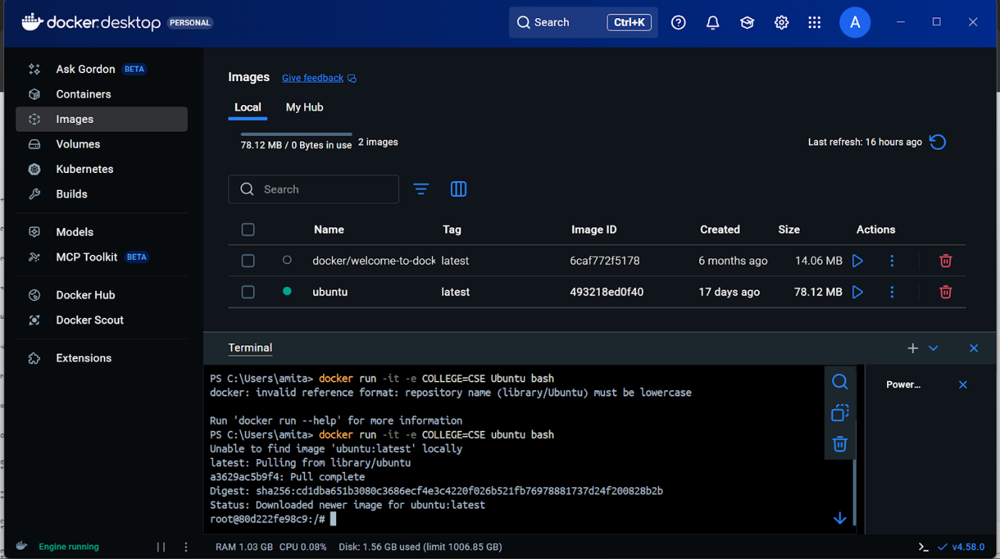 docker.desktop PERSONAL Search Ctrl+K A
Ask Gordon BETA
Containers
Images
Volumes
Kubernetes
Builds
Models
MCP Toolkit BETA
Docker Hub
Docker Scout
Extensions
Images Give feedback
Local My Hub
78.12 MB / 0 Bytes in use 2 images Last refresh: 16 hours ago
Search
Name Tag Image ID Created Size Actions
docker/welcome-to-dock latest 6caf772f5178 6 months ago 14.06 MB
ubuntu latest 493218ed0f40 17 days ago 78.12 MB
Terminal
PS C:\Users\amita> docker run -it -e COLLEGE=CSE Ubuntu bash
docker: invalid reference format: repository name (library/Ubuntu) must be lowercase
Run 'docker run --help' for more information
PS C:\Users\amita> docker run -it -e COLLEGE=CSE ubuntu bash
Unable to find image 'ubuntu:latest' locally
latest: Pulling from library/ubuntu
a3629ac5b9f4: Pull complete
Digest: sha256:cd1dba651b3080c3686ecf4e3c4220f026b521fb76978881737d24f200828b2b
Status: Downloaded newer image for ubuntu:latest
root@80d222fe98c9:/#
Power...
Engine running RAM 1.03 GB CPU 0.08% Disk: 1.56 GB used (limit 1006.85 GB) v4.58.0